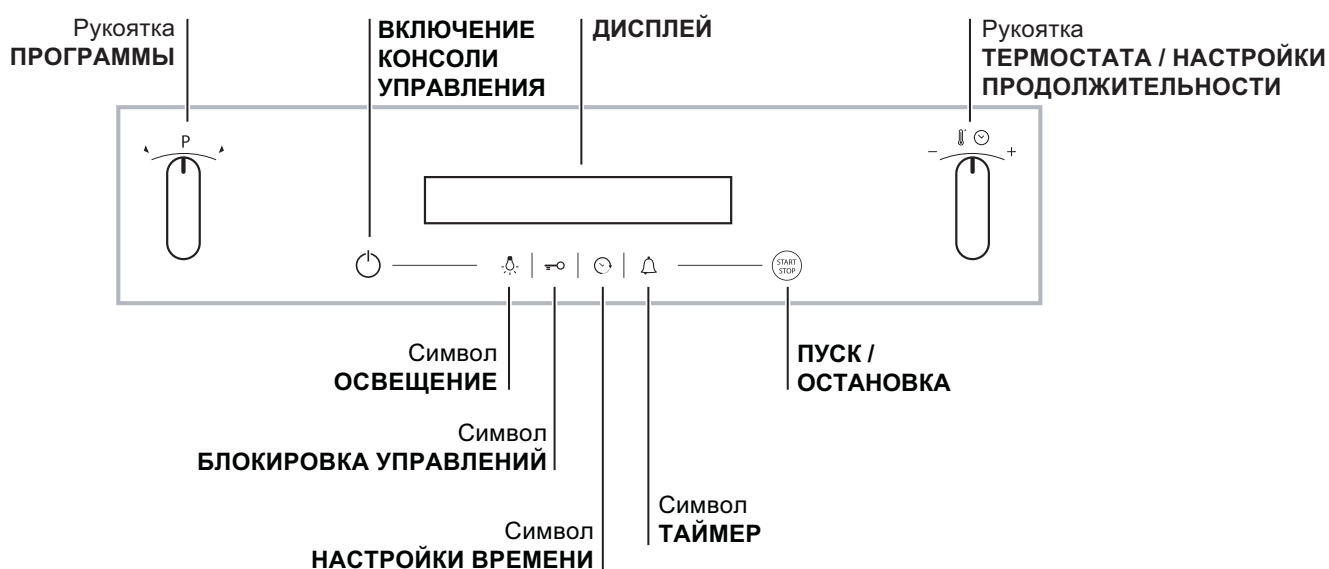 Рукоятка
ПРОГРАММЫ
ВКЛЮЧЕНИЕ
КОНСОЛИ
УПРАВЛЕНИЯ
ДИСПЛЕЙ
Рукоятка
ТЕРМОСТАТА / НАСТРОЙКИ
ПРОДОЛЖИТЕЛЬНОСТИ
P
− +
START
STOP
Символ
ОСВЕЩЕНИЕ
ПУСК /
ОСТАНОВКА
Символ
БЛОКИРОВКА УПРАВЛЕНИЙ
Символ
ТАЙМЕР
Символ
НАСТРОЙКИ ВРЕМЕНИ